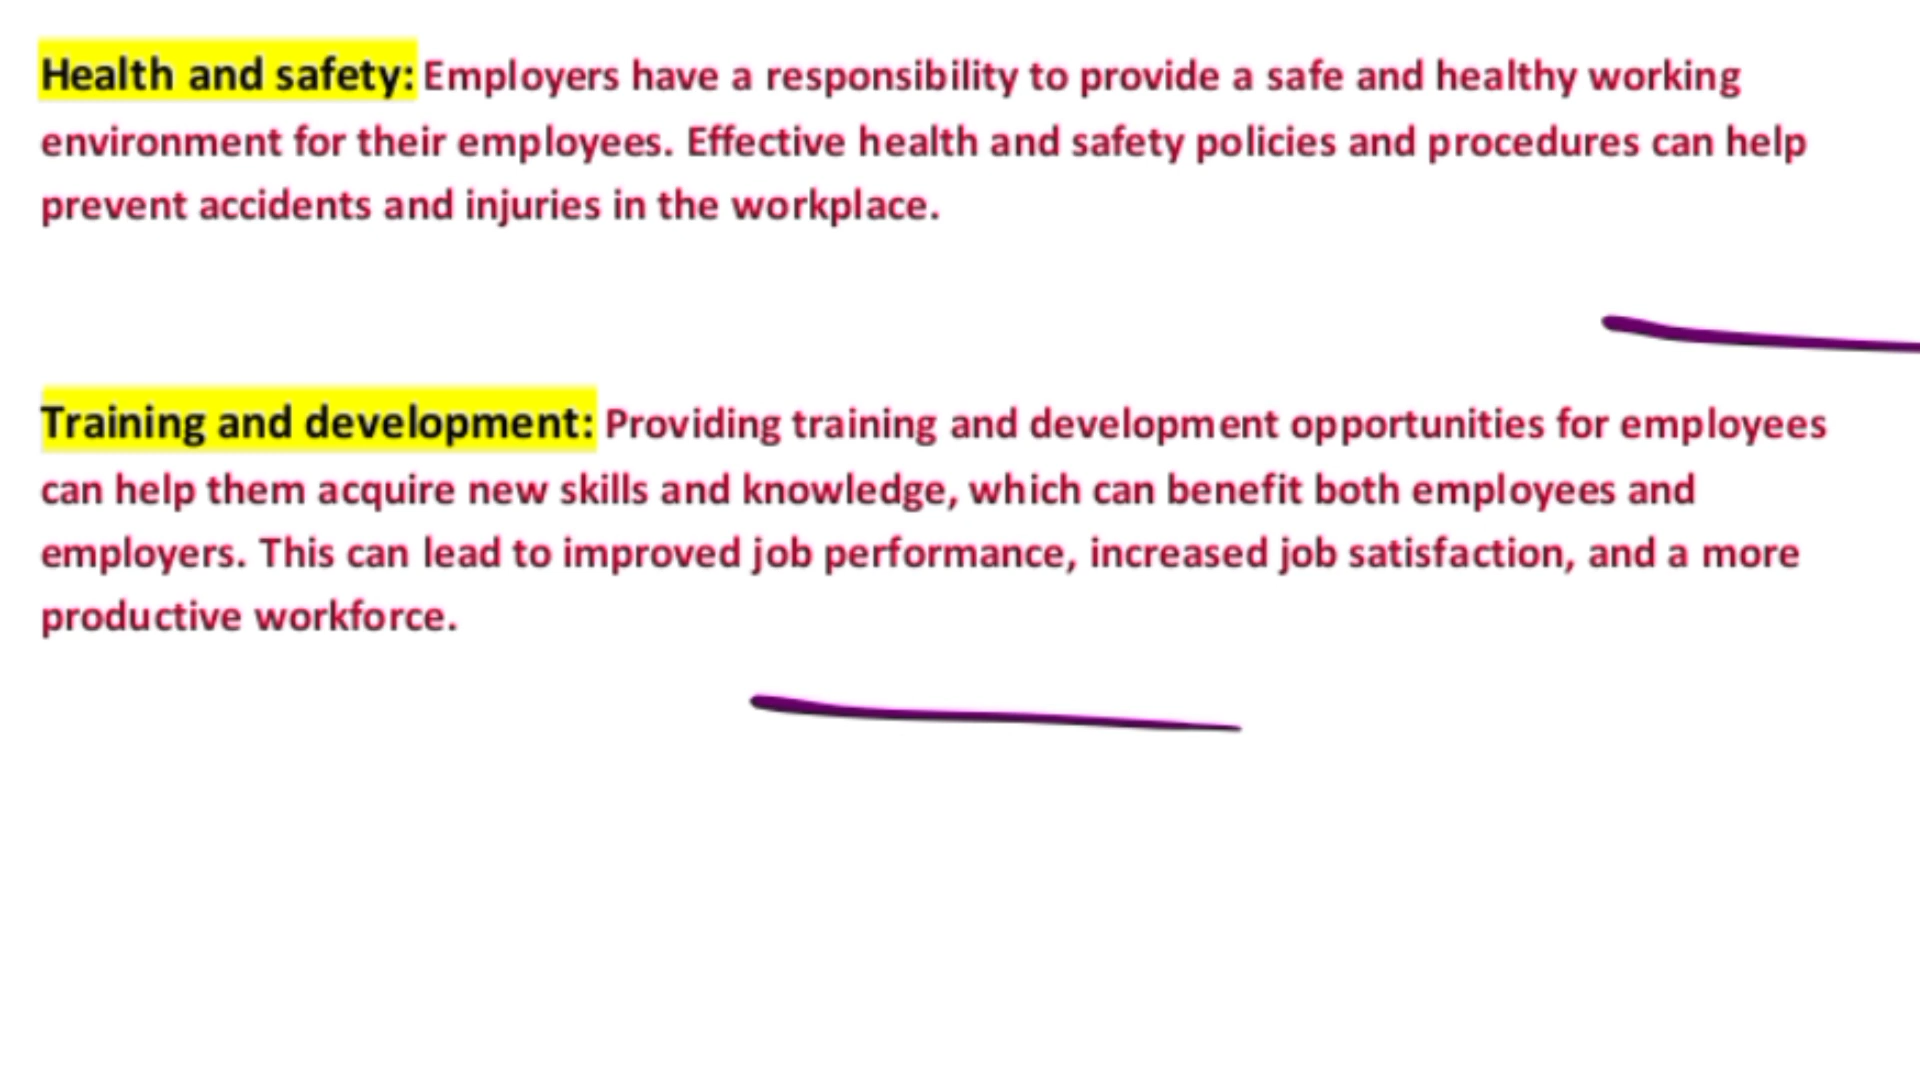 Health and safety: Employers have a responsibility to provide a safe and healthy working
environment for their employees. Effective health and safety policies and procedures can help
prevent accidents and injuries in the workplace.
Training and development: Providing training and development opportunities for employees
can help them acquire new skills and knowledge, which can benefit both employees and
employers. This can lead to improved job performance, increased job satisfaction, and a more
productive workforce.